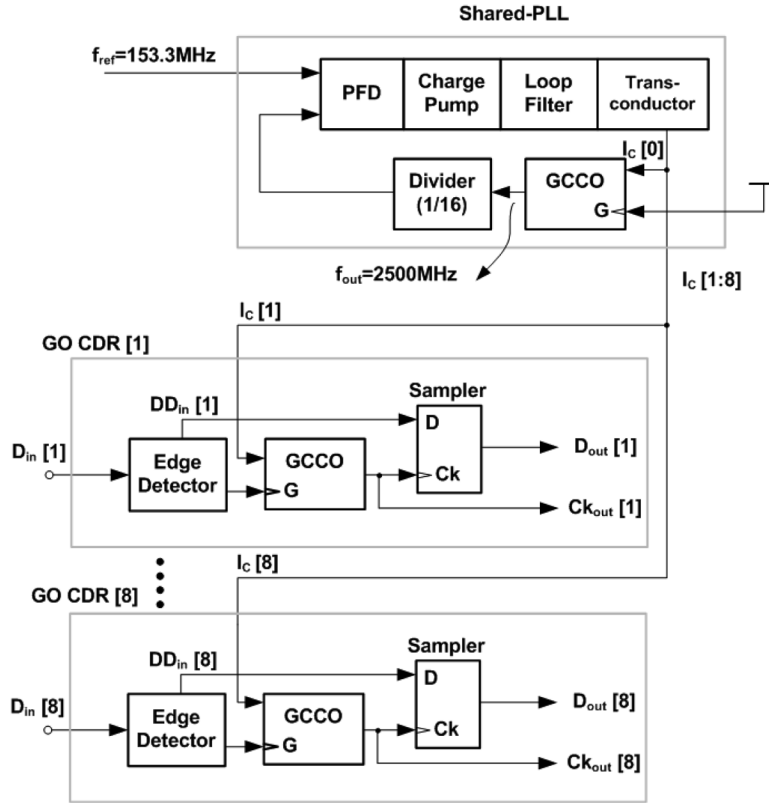 Shared-PLL
f_ref=153.3MHz
PFD
Charge
Pump
Loop
Filter
Trans-
conductor
I_C [0]
Divider
(1/16)
GCCO
G
f_out=2500MHz
I_C [1:8]
I_C [1]
GO CDR [1]
Sampler
DD_in [1]
D
D_in [1]
Edge
Detector
GCCO
G
Ck
D_out [1]
Ck_out [1]
I_C [8]
GO CDR [8]
Sampler
DD_in [8]
D
D_in [8]
Edge
Detector
GCCO
G
Ck
D_out [8]
Ck_out [8]